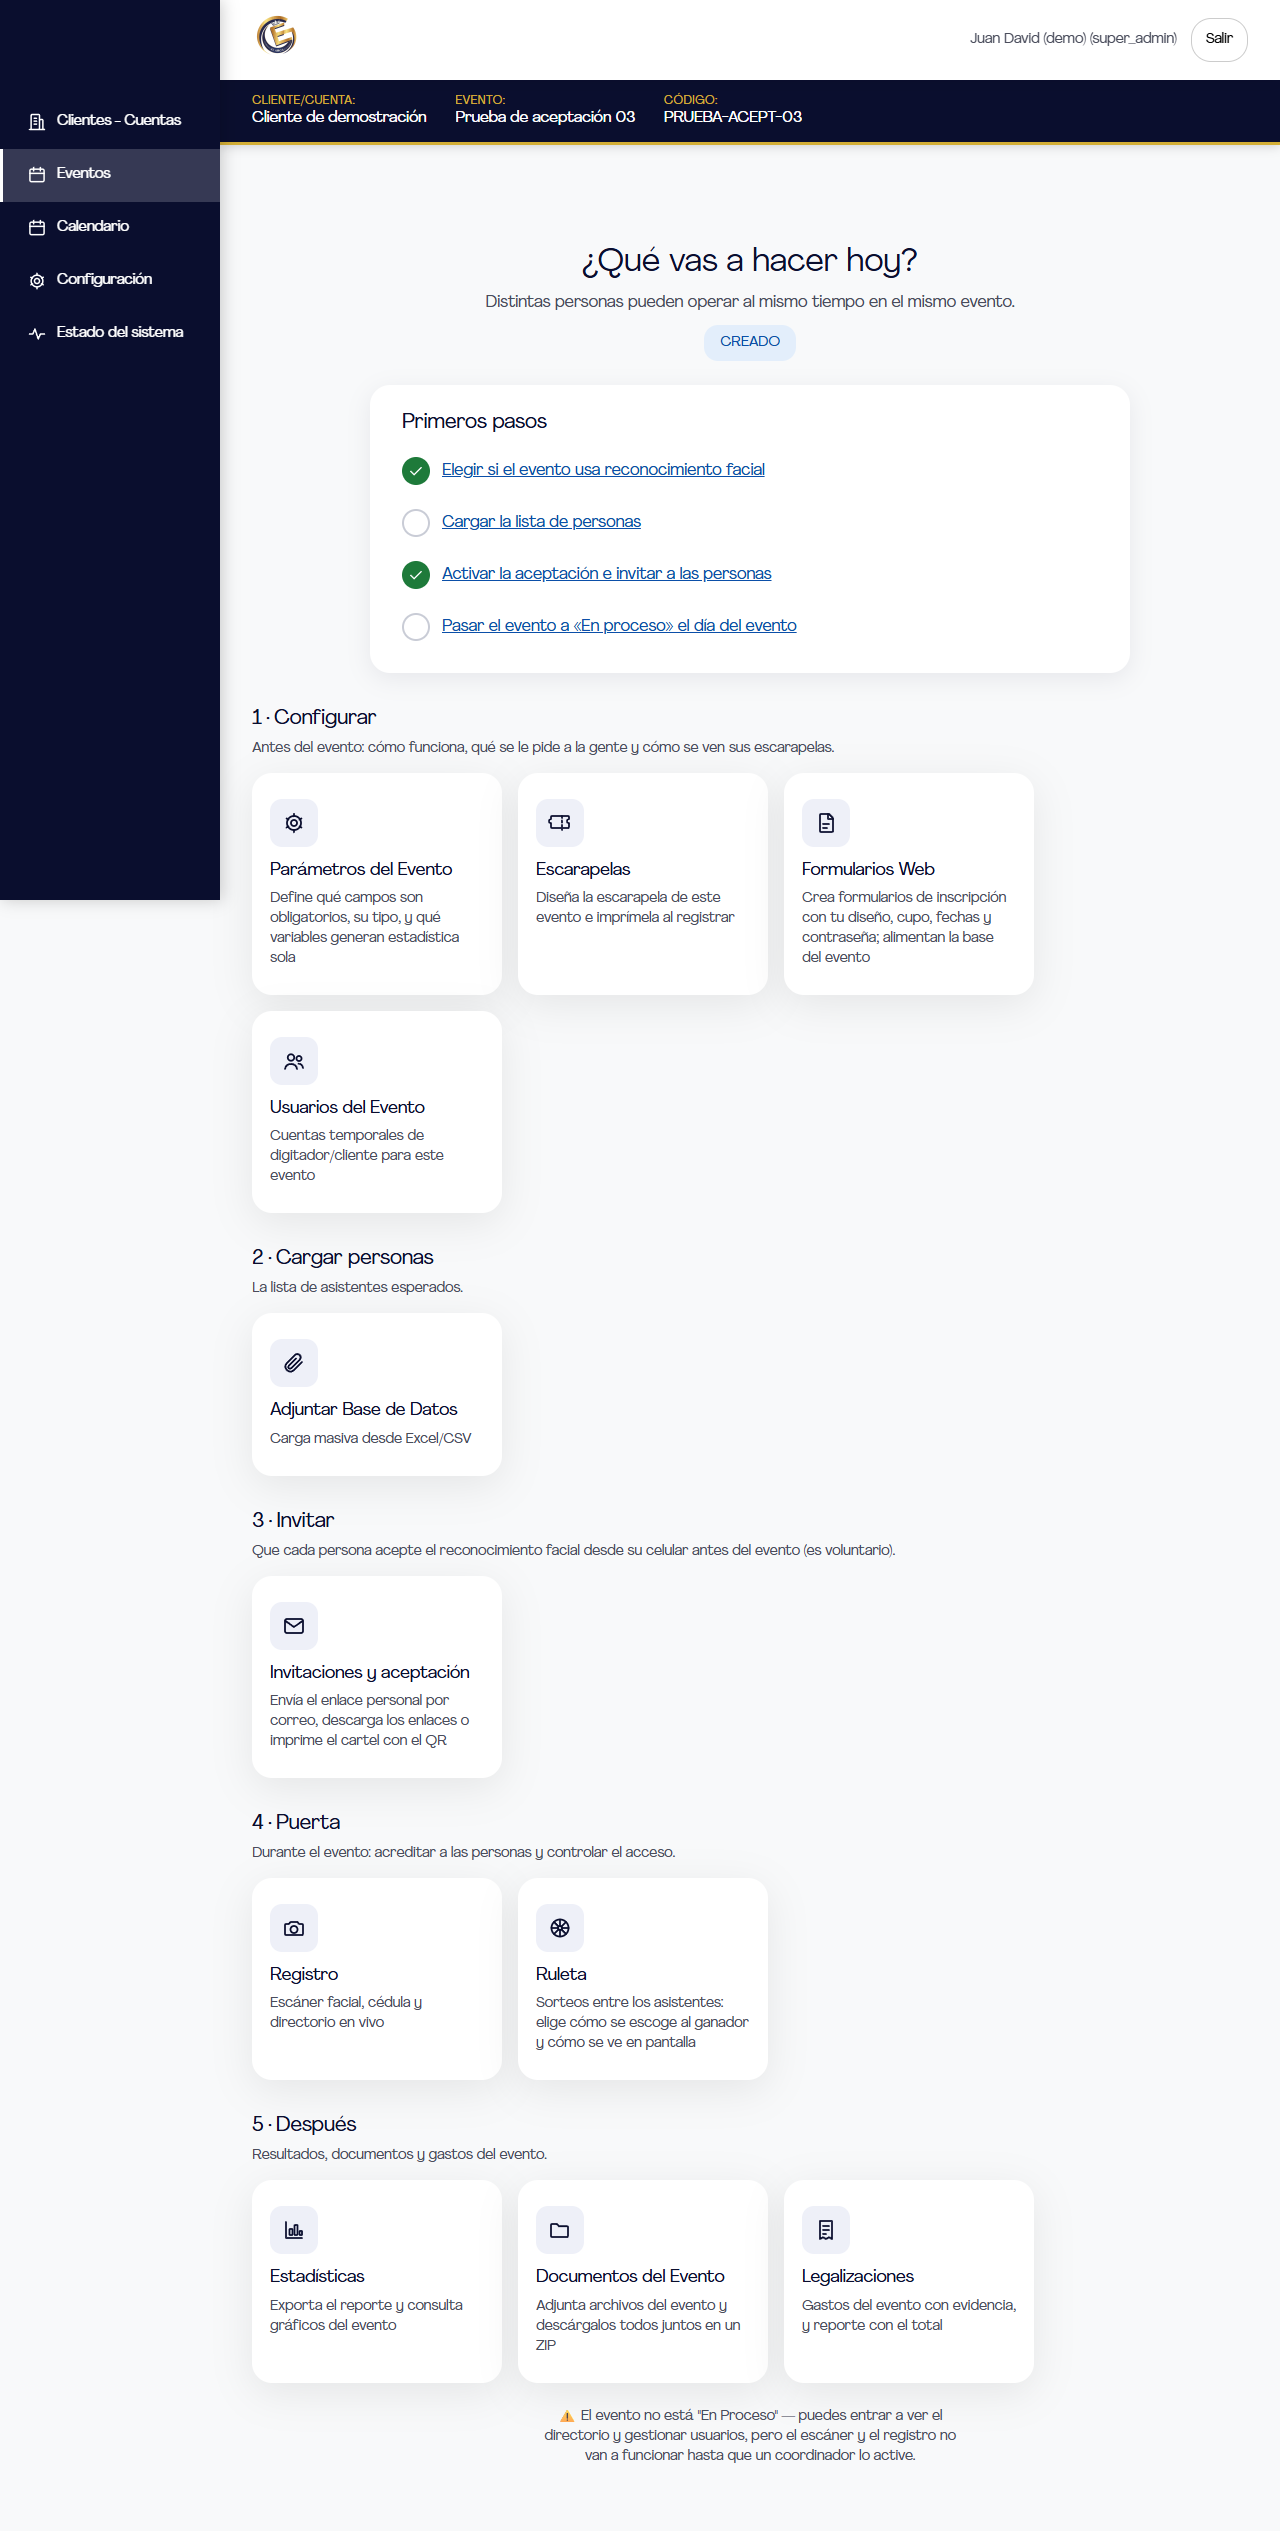 Juan David (demo) (super_admin)
Salir
Clientes - Cuentas
Eventos
Calendario
Configuración
Estado del sistema
CLIENTE/CUENTA:
Cliente de demostración
EVENTO:
Prueba de aceptación 03
CÓDIGO:
PRUEBA-ACEPT-03
¿Qué vas a hacer hoy?
Distintas personas pueden operar al mismo tiempo en el mismo evento.
CREADO
Primeros pasos
Elegir si el evento usa reconocimiento facial
Cargar la lista de personas
Activar la aceptación e invitar a las personas
Pasar el evento a «En proceso» el día del evento
1 · Configurar
Antes del evento: cómo funciona, qué se le pide a la gente y cómo se ven sus escarapelas.
Parámetros del Evento
Define qué campos son
obligatorios, su tipo, y qué
variables generan estadística
sola
Escarapelas
Diseña la escarapela de este
evento e imprímela al registrar
Formularios Web
Crea formularios de inscripción
con tu diseño, cupo, fechas y
contraseña; alimentan la base
del evento
Usuarios del Evento
Cuentas temporales de
digitador/cliente para este
evento
2 · Cargar personas
La lista de asistentes esperados.
Adjuntar Base de Datos
Carga masiva desde Excel/CSV
3 · Invitar
Que cada persona acepte el reconocimiento facial desde su celular antes del evento (es voluntario).
Invitaciones y aceptación
Envía el enlace personal por
correo, descarga los enlaces o
imprime el cartel con el QR
4 · Puerta
Durante el evento: acreditar a las personas y controlar el acceso.
Registro
Escáner facial, cédula y
directorio en vivo
Ruleta
Sorteos entre los asistentes:
elige cómo se escoge al ganador
y cómo se ve en pantalla
5 · Después
Resultados, documentos y gastos del evento.
Estadísticas
Exporta el reporte y consulta
gráficos del evento
Documentos del Evento
Adjunta archivos del evento y
descárgalos todos juntos en un
ZIP
Legalizaciones
Gastos del evento con evidencia,
y reporte con el total
⚠ El evento no está "En Proceso" — puedes entrar a ver el
directorio y gestionar usuarios, pero el escáner y el registro no
van a funcionar hasta que un coordinador lo active.